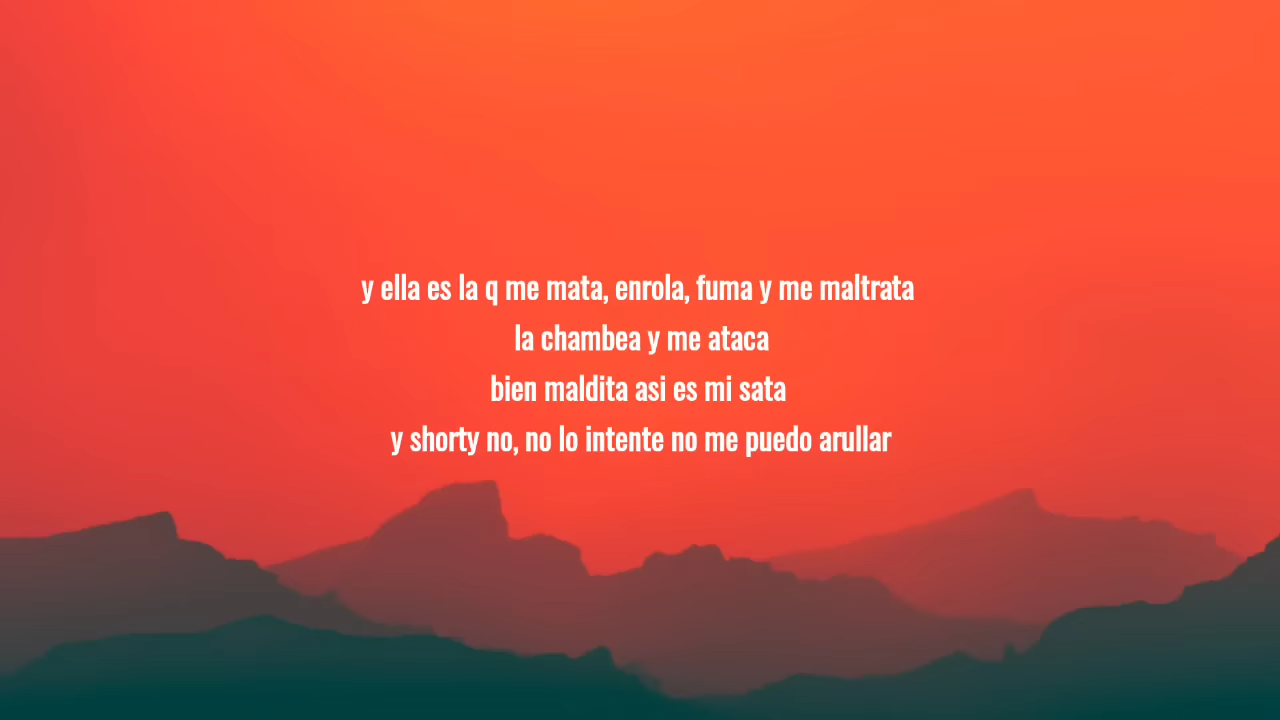 y ella es la q me mata, enrola, fuma y me maltrata
la chambea y me ataca
bien maldita asi es mi sata
y shorty no, no lo intente no me puedo arullar